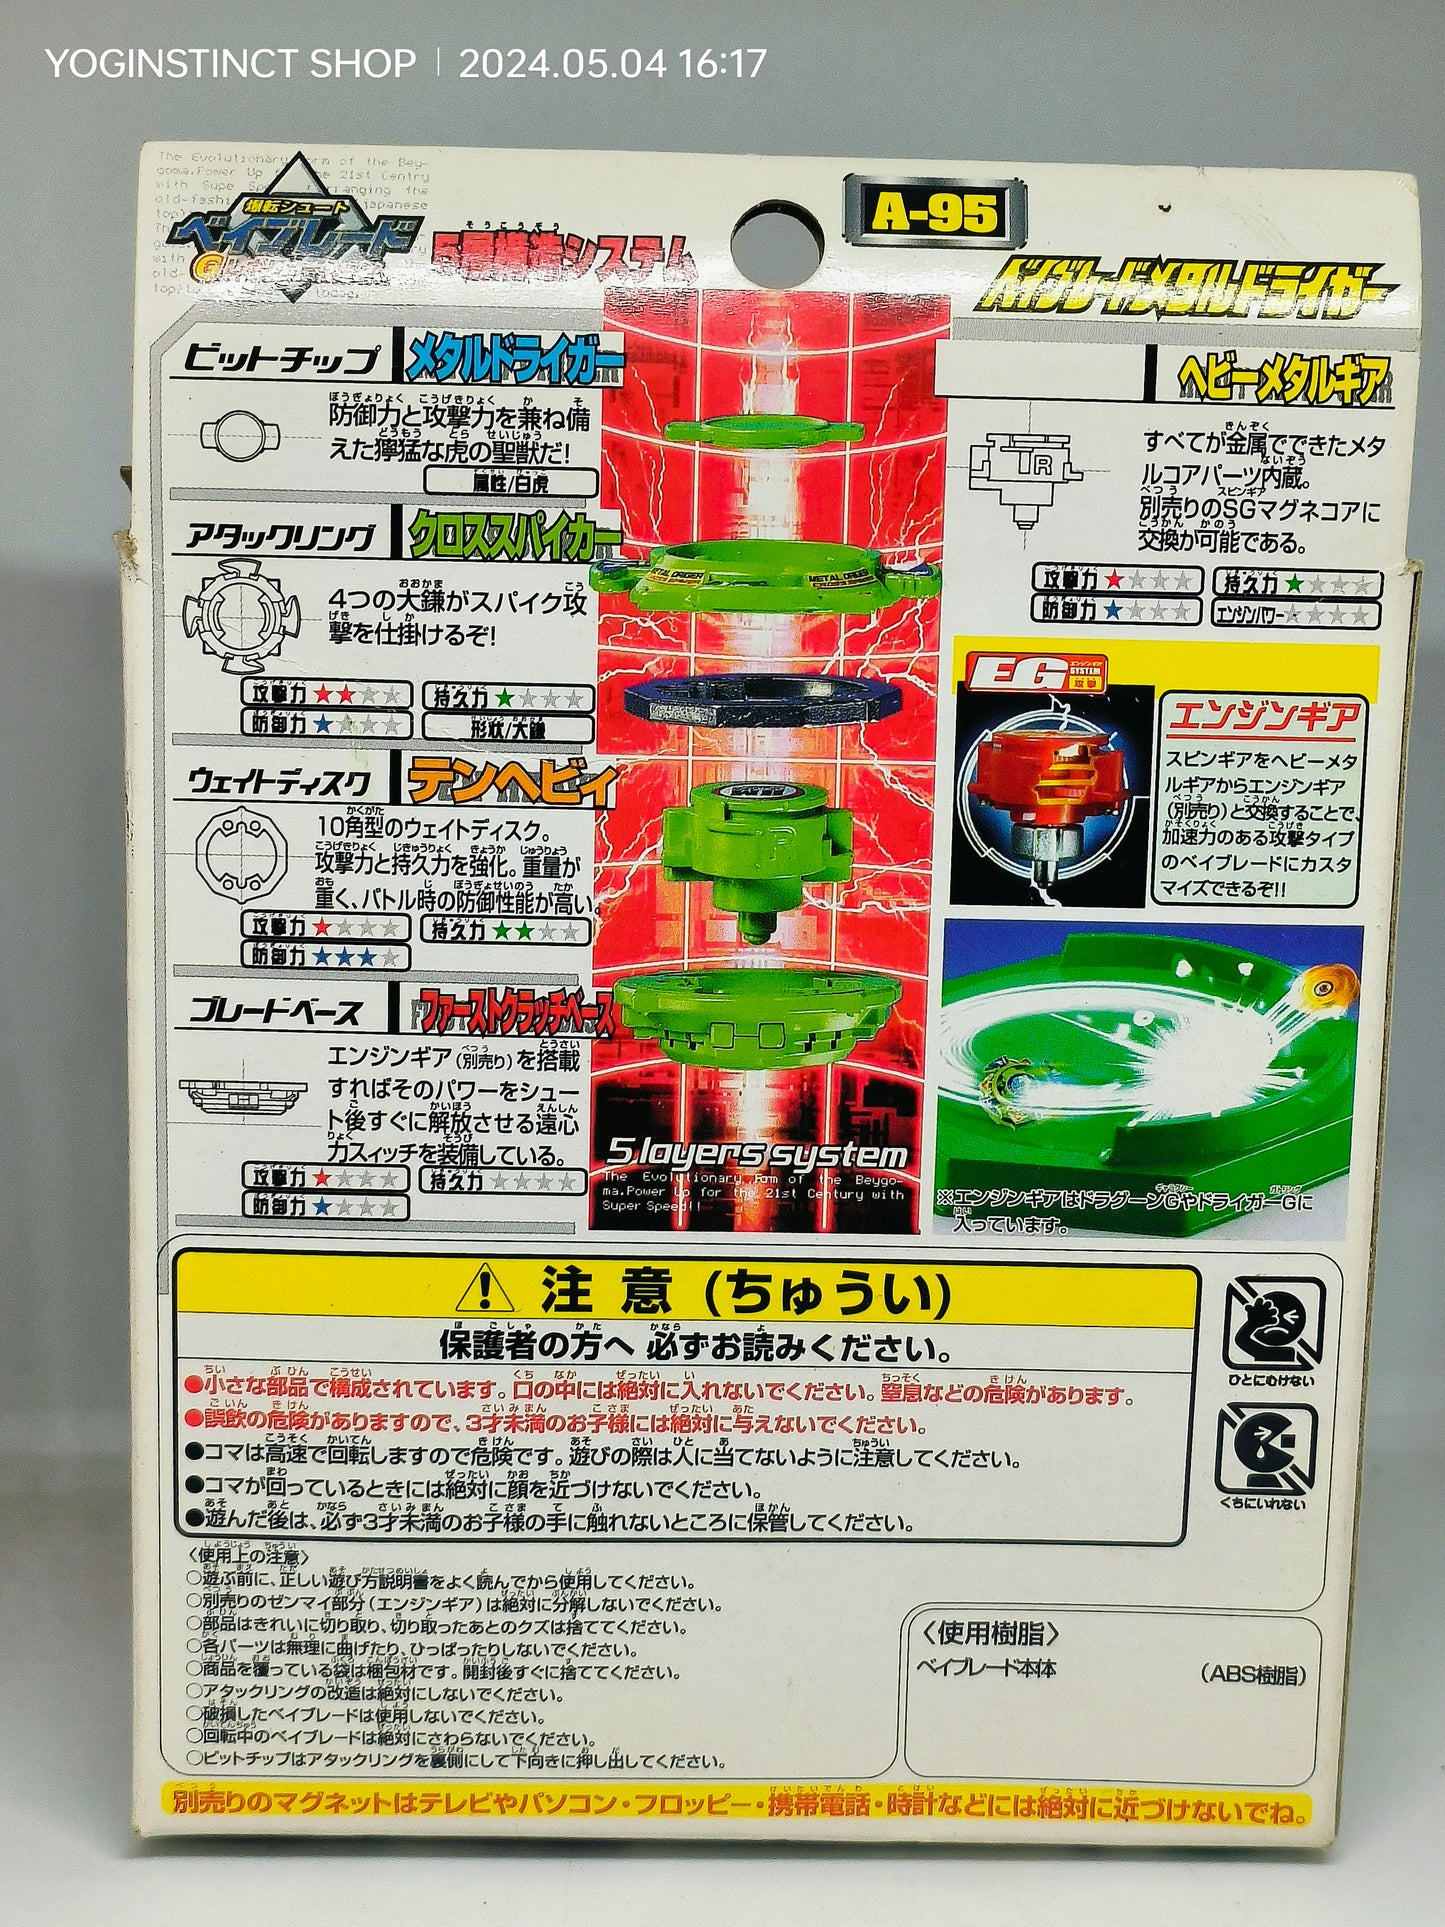 YOGINSTINCT SHOP | 2024.05.04 16:17
The Evolutionary
of the Bey-
goma.Power Up
21st Centry
with Supe
ranging the
old-fashi
japanese
爆転シュート
ベイブレード
5層構造システム
A-95
ベイブレードメタルドライガー
ビットチップ
メタルドライガー
防御力と攻撃力を兼ね備
えた獰猛な虎の聖獣だ!
属性/白虎
アタックリング
クロススパイカー
4つの大鎌がスパイク攻
撃を仕掛けるぞ!
攻撃力★★★★
持久力★★★★
防御力★★★★
形状/大鎌
ウェイトディスク
テンヘビィ
10角型のウェイトディスク。
攻撃力と持久力を強化。重量が
重く、バトル時の防御性能が高い。
攻撃力★★★★
持久力★★★★
防御力★★★★
ブレードベース
ファーストクラッチベース
エンジンギア(別売り)を搭載
すればそのパワーをシュー
ト後すぐに解放させる遠心
力スィッチを装備している。
攻撃力★★★★
持久力★★★★
防御力★★★★
METAL DRIGER
METAL DRIGER
5 layers system
The Evolutionary Fom of the Beygo-
ma.Power Up for the 21st Century with
Super Speed!!
ヘビーメタルギア
TR
すべてが金属でできたメタ
ルコアパーツ内蔵。
別売りのSGマグネコアに
交換が可能である。
攻撃力★★★★
持久力★★★★
防御力★★★★
エンジンパワー★★★★
EG
エンジンギア
SYSTEM
攻撃
エンジンギア
スピンギアをヘビーメタ
ルギアからエンジンギア
(別売り)と交換することで、
加速力のある攻撃タイプ
のベイブレードにカスタ
マイズできるぞ!!
※エンジンギアはドラグーンGやドライガーGに
入っています。
注意(ちゅうい)
保護者の方へ 必ずお読みください。
●小さな部品で構成されています。口の中には絶対に入れないでください。窒息などの危険があります。
●誤飲の危険がありますので、3才未満のお子様には絶対に与えないでください。
●コマは高速で回転しますので危険です。遊びの際は人に当てないように注意してください。
●コマが回っているときには絶対に顔を近づけないでください。
●遊んだ後は、必ず3才未満のお子様の手に触れないところに保管してください。
ひとにむけない
くちにいれない
〈使用上の注意〉
○遊ぶ前に、正しい遊び方説明書をよく読んでから使用してください。
○別売りのゼンマイ部分(エンジンギア)は絶対に分解しないでください。
○部品はきれいに切り取り、切り取ったあとのクズは捨ててください。
○各パーツは無理に曲げたり、ひっぱったりしないでください。
○商品を覆っている袋は梱包材です。開封後すぐに捨ててください。
○アタックリングの改造は絶対にしないでください。
○破損したベイブレードは使用しないでください。
○回転中のベイブレードは絶対にさわらないでください。
○ビットチップはアタックリングを裏側にして下向きに押し出してください。
〈使用樹脂〉
ベイブレード本体 (ABS樹脂)
別売りのマグネットはテレビやパソコン・フロッピー・携帯電話・時計などには絶対に近づけないでね。